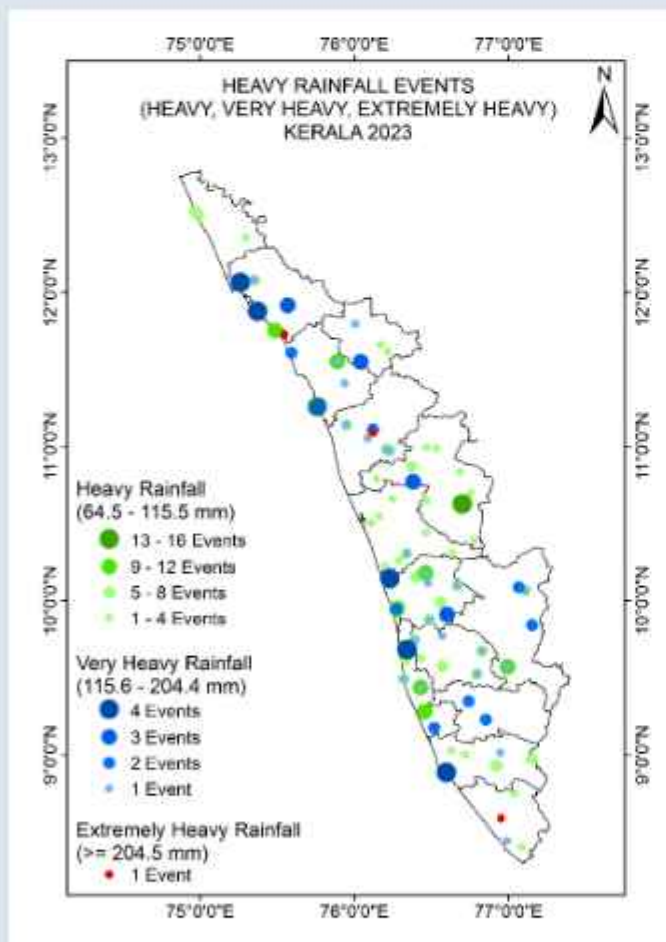 75°0'0"E 76°0'0"E 77°0'0"E
HEAVY RAINFALL EVENTS
(HEAVY, VERY HEAVY, EXTREMELY HEAVY)
KERALA 2023
N
13°0'0"N 13°0'0"N
12°0'0"N 12°0'0"N
11°0'0"N 11°0'0"N
Heavy Rainfall
(64.5 - 115.5 mm)
13 - 16 Events
9 - 12 Events
5 - 8 Events
1 - 4 Events
10°0'0"N 10°0'0"N
Very Heavy Rainfall
(115.6 - 204.4 mm)
4 Events
3 Events
2 Events
1 Event
9°0'0"N 9°0'0"N
Extremely Heavy Rainfall
(>= 204.5 mm)
1 Event
75°0'0"E 76°0'0"E 77°0'0"E